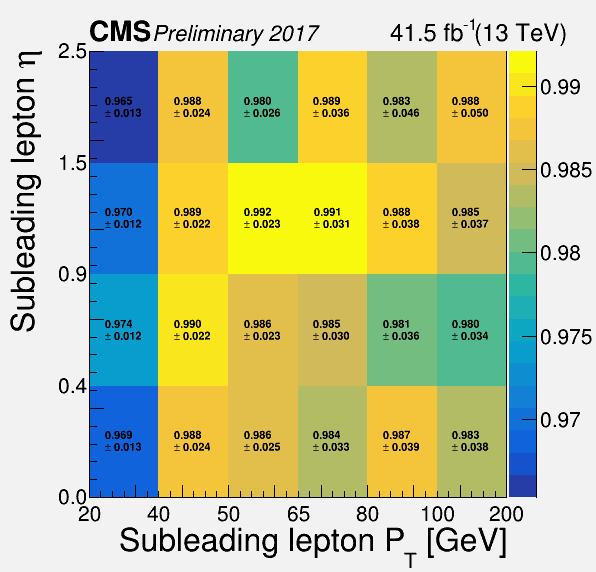 CMS Preliminary 2017 41.5 fb-1(13 TeV)
Subleading lepton η
2.5
1.5
0.9
0.4
0.0
0.965 0.988 0.980 0.989 0.983 0.988
± 0.013 ± 0.024 ± 0.026 ± 0.036 ± 0.046 ± 0.050
0.970 0.989 0.992 0.991 0.988 0.985
± 0.012 ± 0.022 ± 0.023 ± 0.031 ± 0.038 ± 0.037
0.974 0.990 0.986 0.985 0.981 0.980
± 0.012 ± 0.022 ± 0.023 ± 0.030 ± 0.036 ± 0.034
0.969 0.988 0.986 0.984 0.987 0.983
± 0.013 ± 0.024 ± 0.025 ± 0.033 ± 0.039 ± 0.038
0.99
0.985
0.98
0.975
0.97
20 40 50 65 80 100 200
Subleading lepton PT [GeV]